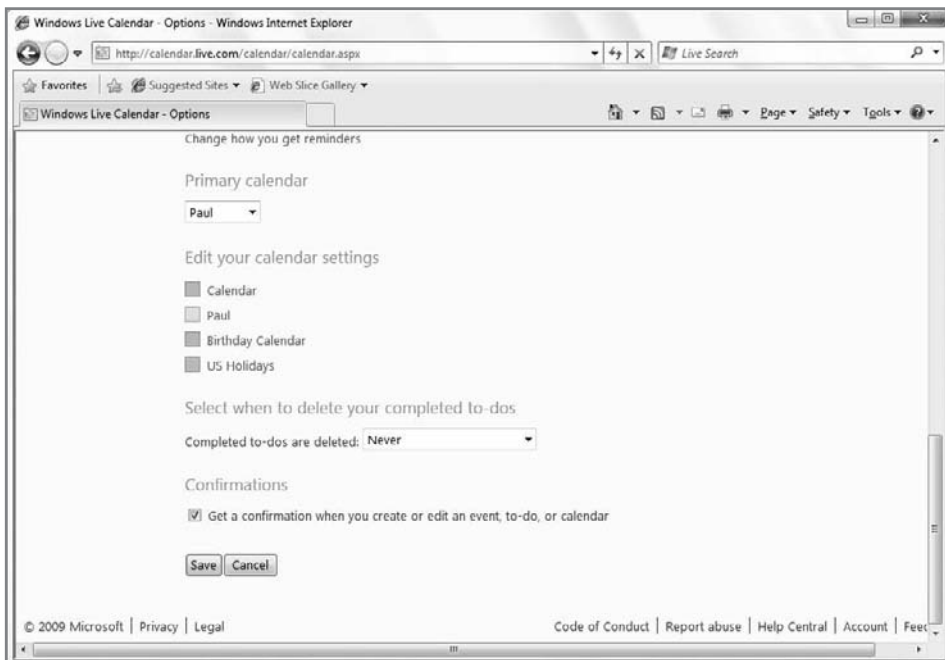 Windows Live Calendar - Options - Windows Internet Explorer
http://calendar.live.com/calendar/calendar.aspx
Live Search
Favorites
Suggested Sites
Web Slice Gallery
Windows Live Calendar - Options
Page
Safety
Tools
Change how you get reminders
Primary calendar
Paul
Edit your calendar settings
Calendar
Paul
Birthday Calendar
US Holidays
Select when to delete your completed to-dos
Completed to-dos are deleted: Never
Confirmations
Get a confirmation when you create or edit an event, to-do, or calendar
Save Cancel
© 2009 Microsoft | Privacy | Legal
Code of Conduct | Report abuse | Help Central | Account | Feed